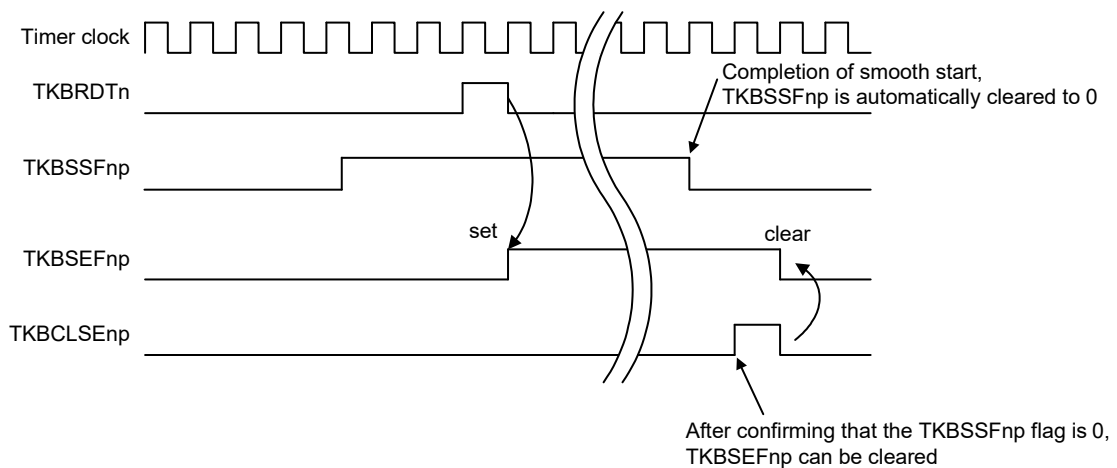 Timer clock
Completion of smooth start,
TKBSSFnp is automatically cleared to 0
TKBRDTn
TKBSSFnp
set
clear
TKBSEFnp
TKBCLSEnp
After confirming that the TKBSSFnp flag is 0,
TKBSEFnp can be cleared